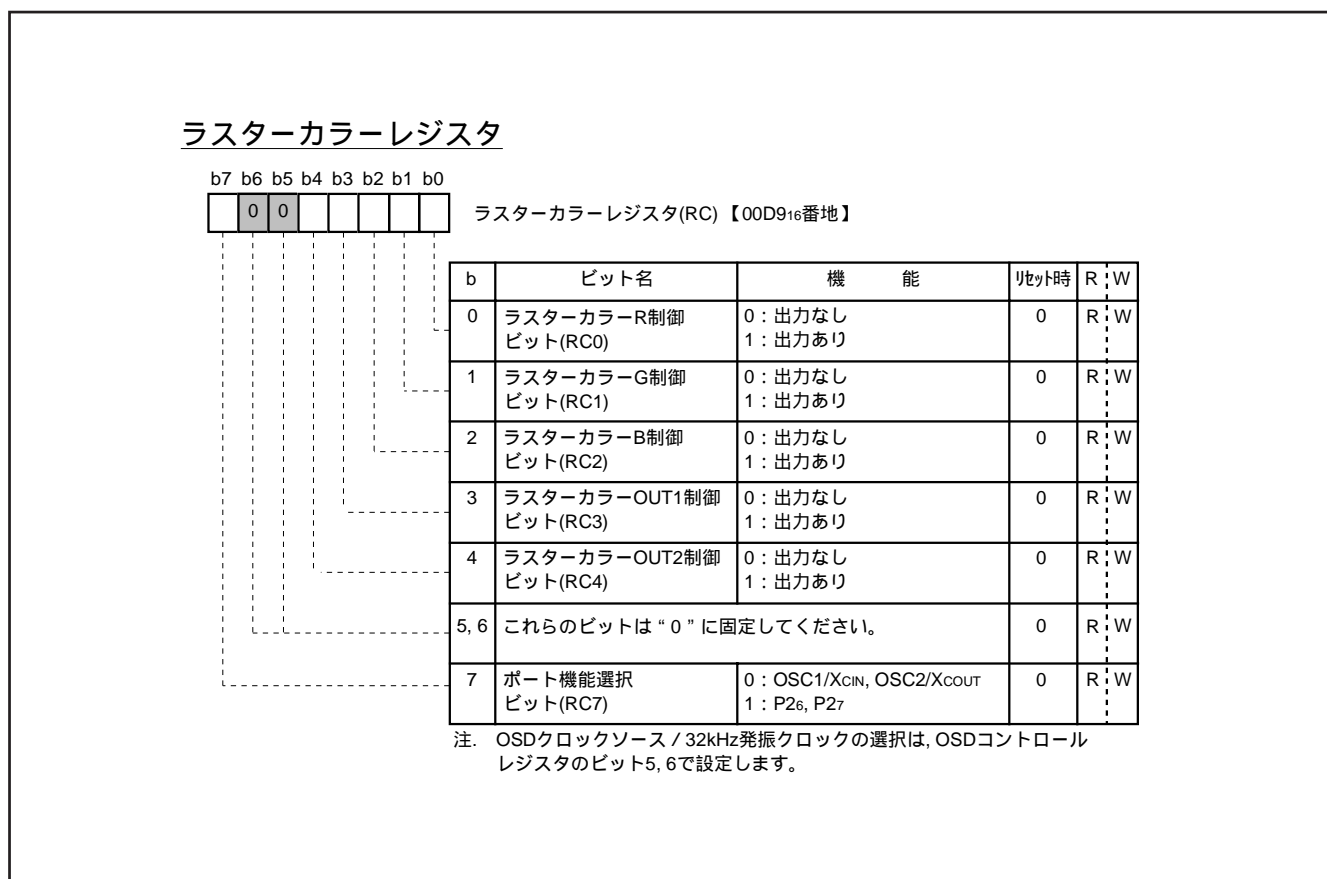 ラスターカラーレジスタ
b7 b6 b5 b4 b3 b2 b1 b0
0 0
ラスターカラーレジスタ(RC)【00D916番地】
b ビット名 機 能 リセット時 R W
0 ラスターカラーR制御 0：出力なし 0 R W
ビット(RC0) 1：出力あり
1 ラスターカラーG制御 0：出力なし 0 R W
ビット(RC1) 1：出力あり
2 ラスターカラーB制御 0：出力なし 0 R W
ビット(RC2) 1：出力あり
3 ラスターカラーOUT1制御 0：出力なし 0 R W
ビット(RC3) 1：出力あり
4 ラスターカラーOUT2制御 0：出力なし 0 R W
ビット(RC4) 1：出力あり
5, 6 これらのビットは“0”に固定してください。 0 R W
7 ポート機能選択 0：OSC1/XCIN, OSC2/XCOUT 0 R W
ビット(RC7) 1：P26, P27
注. OSDクロックソース／32kHz発振クロックの選択は, OSDコントロール
レジスタのビット5, 6で設定します。